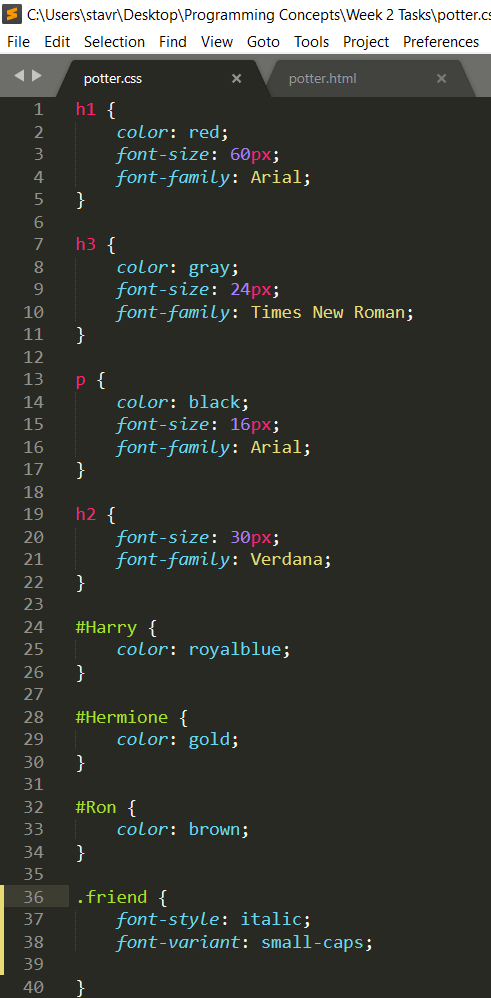 C:\Users\stavr\Desktop\Programming Concepts\Week 2 Tasks\potter.cs
File Edit Selection Find View Goto Tools Project Preferences
potter.css × potter.html ×
1 h1 {
2 color: red;
3 font-size: 60px;
4 font-family: Arial;
5 }
6
7 h3 {
8 color: gray;
9 font-size: 24px;
10 font-family: Times New Roman;
11 }
12
13 p {
14 color: black;
15 font-size: 16px;
16 font-family: Arial;
17 }
18
19 h2 {
20 font-size: 30px;
21 font-family: Verdana;
22 }
23
24 #Harry {
25 color: royalblue;
26 }
27
28 #Hermione {
29 color: gold;
30 }
31
32 #Ron {
33 color: brown;
34 }
35
36 .friend {
37 font-style: italic;
38 font-variant: small-caps;
39
40 }